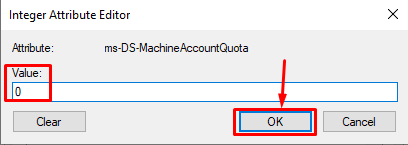 Integer Attribute Editor
Attribute: ms-DS-MachineAccountQuota
Value:
0
Clear OK Cancel